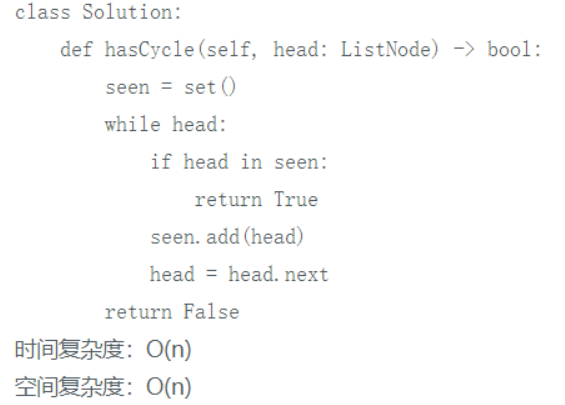 class Solution:
    def hasCycle(self, head: ListNode) -> bool:
        seen = set()
        while head:
            if head in seen:
                return True
            seen.add(head)
            head = head.next
        return False
时间复杂度：O(n)
空间复杂度：O(n)